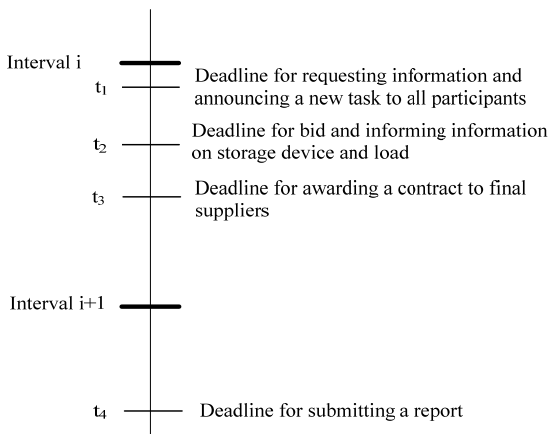 Interval i
t1
Deadline for requesting information and
announcing a new task to all participants
t2
Deadline for bid and informing information
on storage device and load
t3
Deadline for awarding a contract to final
suppliers
Interval i+1
t4
Deadline for submitting a report